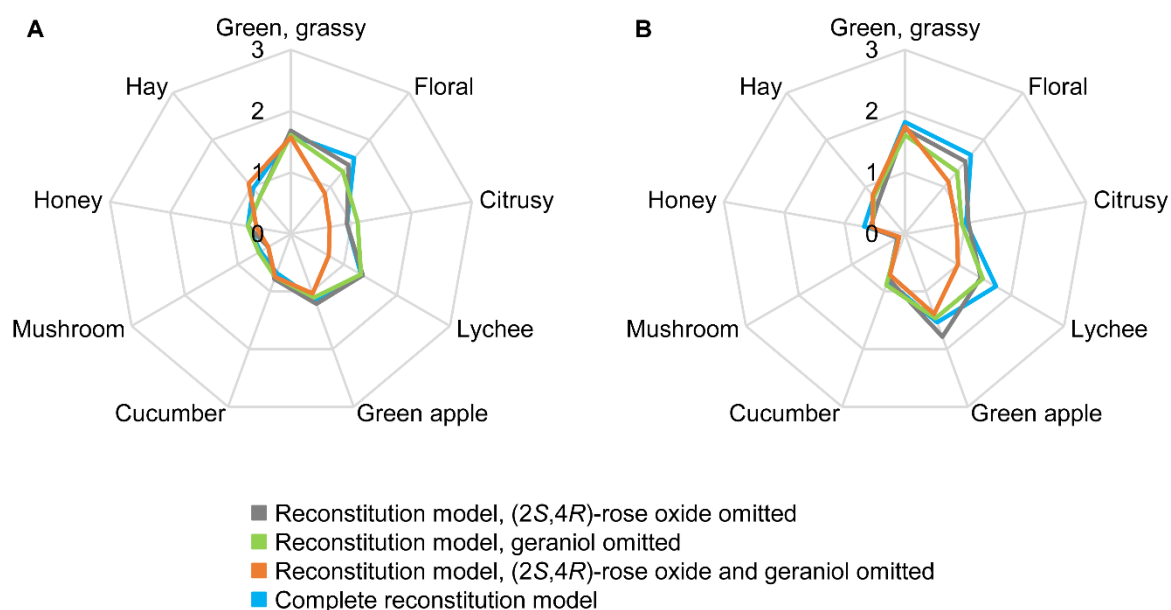 A
Green, grassy
3
2
1
0
Floral
Citrusy
Lychee
Green apple
Cucumber
Mushroom
Honey
Hay
B
Green, grassy
3
2
1
0
Floral
Citrusy
Lychee
Green apple
Cucumber
Mushroom
Honey
Hay
Reconstitution model, (2S,4R)-rose oxide omitted
Reconstitution model, geraniol omitted
Reconstitution model, (2S,4R)-rose oxide and geraniol omitted
Complete reconstitution model